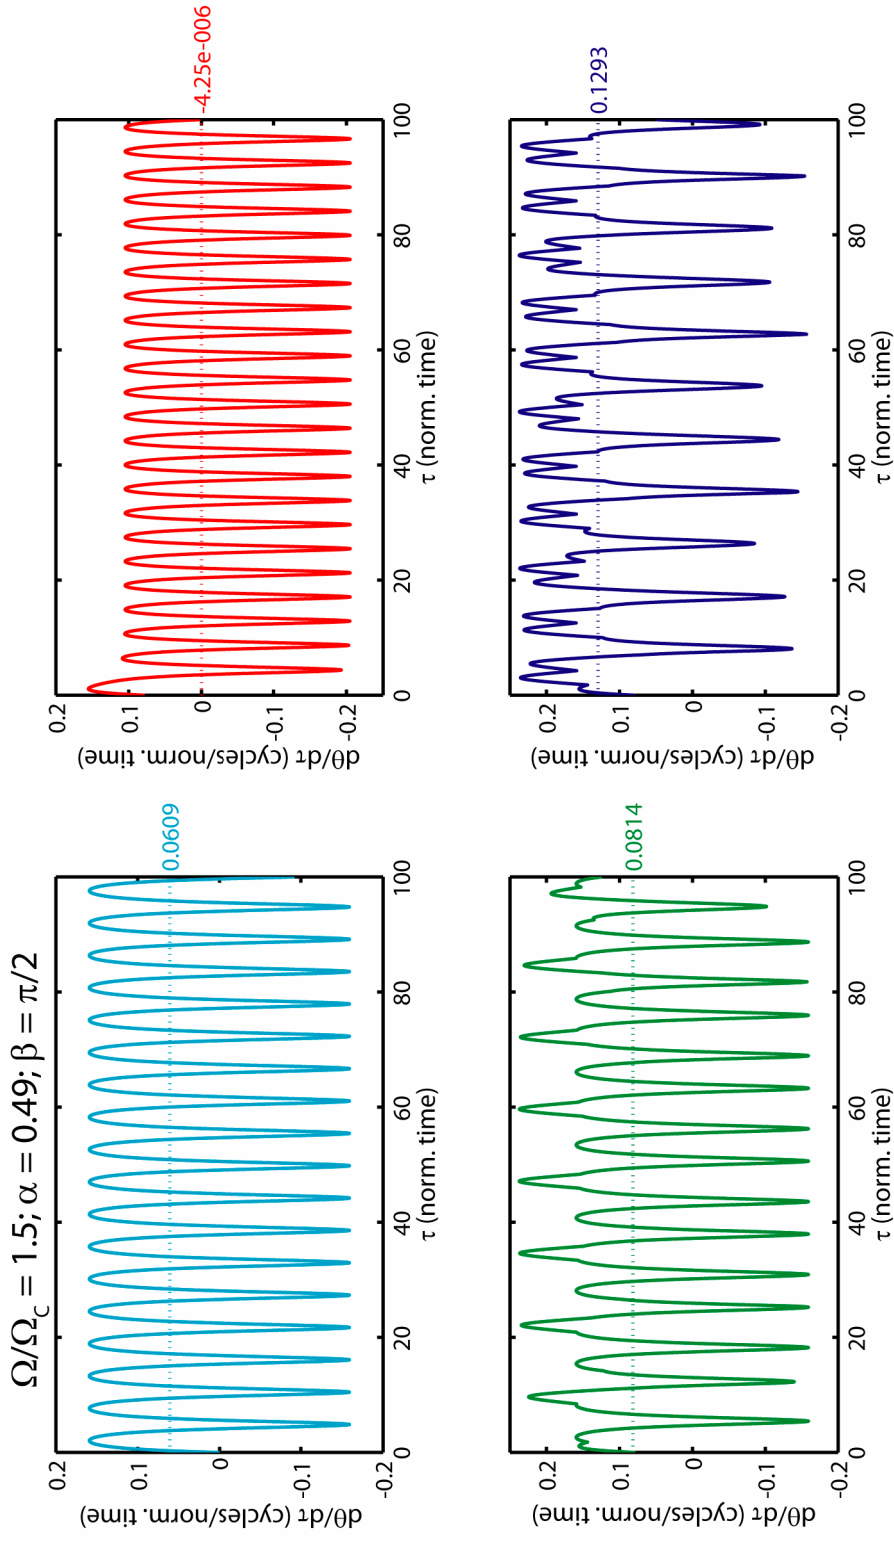 Ω/Ω_C = 1.5; α = 0.49; β = π/2
dθ/dτ (cycles/norm. time)
0.2
0.1
0
-0.1
-0.2
0.0609
0 20 40 60 80 100
τ (norm. time)
dθ/dτ (cycles/norm. time)
0.2
0.1
0
-0.1
-0.2
-4.25e-006
0 20 40 60 80 100
τ (norm. time)
dθ/dτ (cycles/norm. time)
0.2
0.1
0
-0.1
-0.2
0.0814
0 20 40 60 80 100
τ (norm. time)
dθ/dτ (cycles/norm. time)
0.2
0.1
0
-0.1
-0.2
0.1293
0 20 40 60 80 100
τ (norm. time)